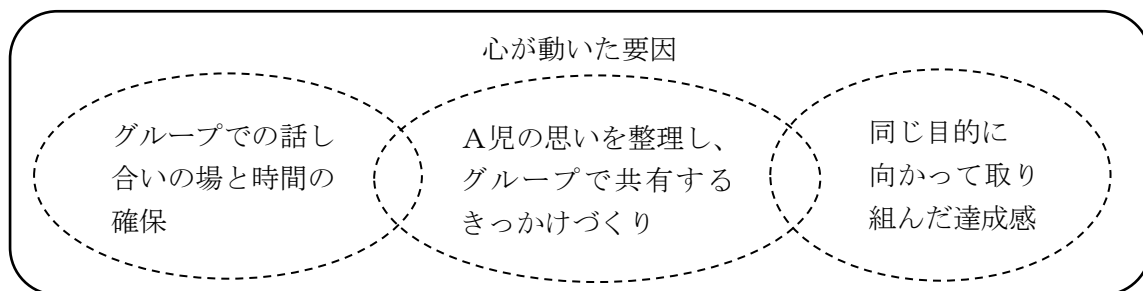 心が動いた要因
グループでの話し
合いの場と時間の
確保
Ａ児の思いを整理し、
グループで共有する
きっかけづくり
同じ目的に
向かって取り
組んだ達成感